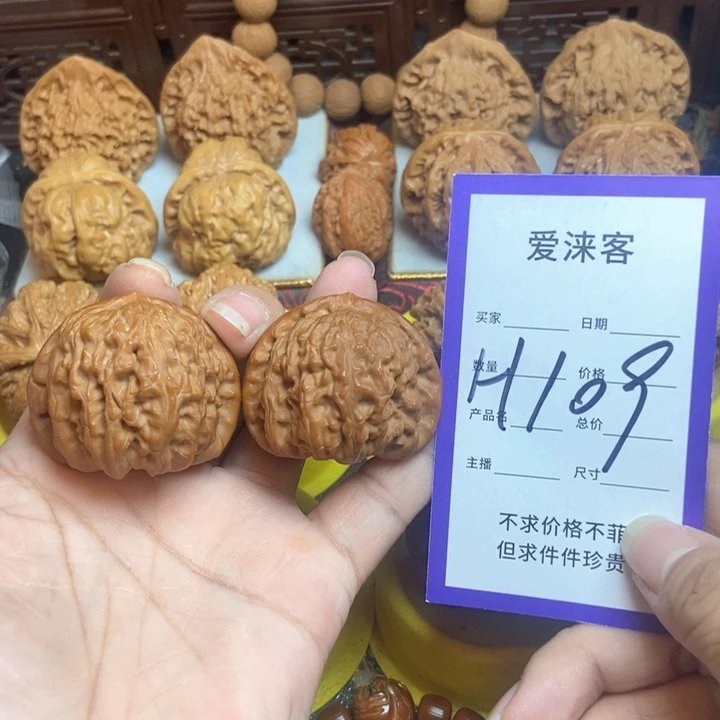 爱涞客
买家 日期
数量 价格
H109
产品名 总价
主播 尺寸
不求价格不菲
但求件件珍贵